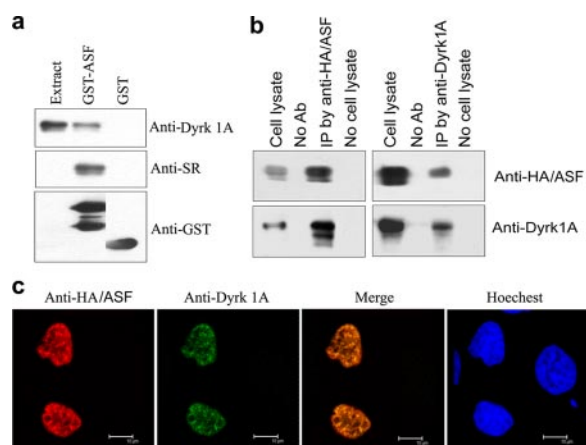 a
Extract
GST-ASF
GST
Anti-Dyrk 1A
Anti-SR
Anti-GST
b
Cell lysate
No Ab
IP by anti-HA/ASF
No cell lysate
Cell lysate
No Ab
IP by anti-Dyrk1A
No cell lysate
Anti-HA/ASF
Anti-Dyrk1A
c
Anti-HA/ASF Anti-Dyrk 1A Merge Hoechest